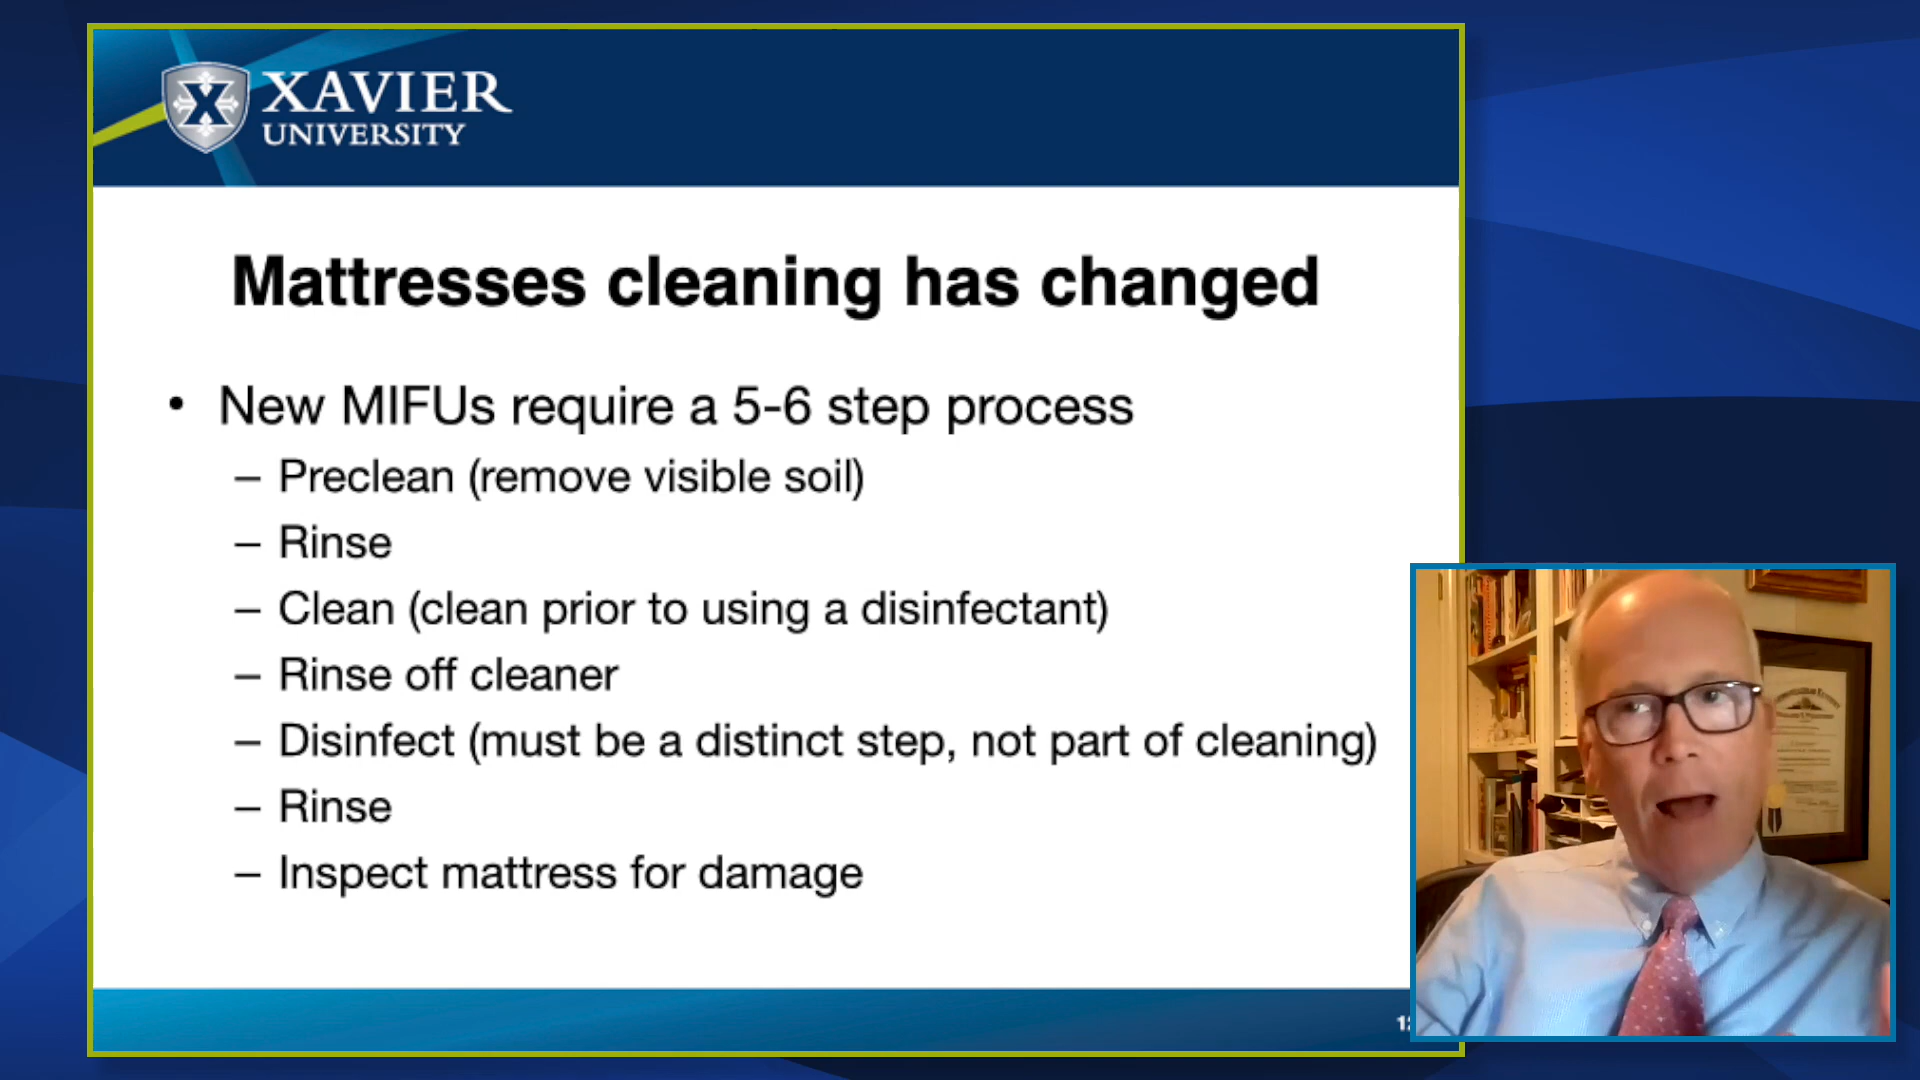 XAVIER
UNIVERSITY
Mattresses cleaning has changed
• New MIFUs require a 5-6 step process
– Preclean (remove visible soil)
– Rinse
– Clean (clean prior to using a disinfectant)
– Rinse off cleaner
– Disinfect (must be a distinct step, not part of cleaning)
– Rinse
– Inspect mattress for damage